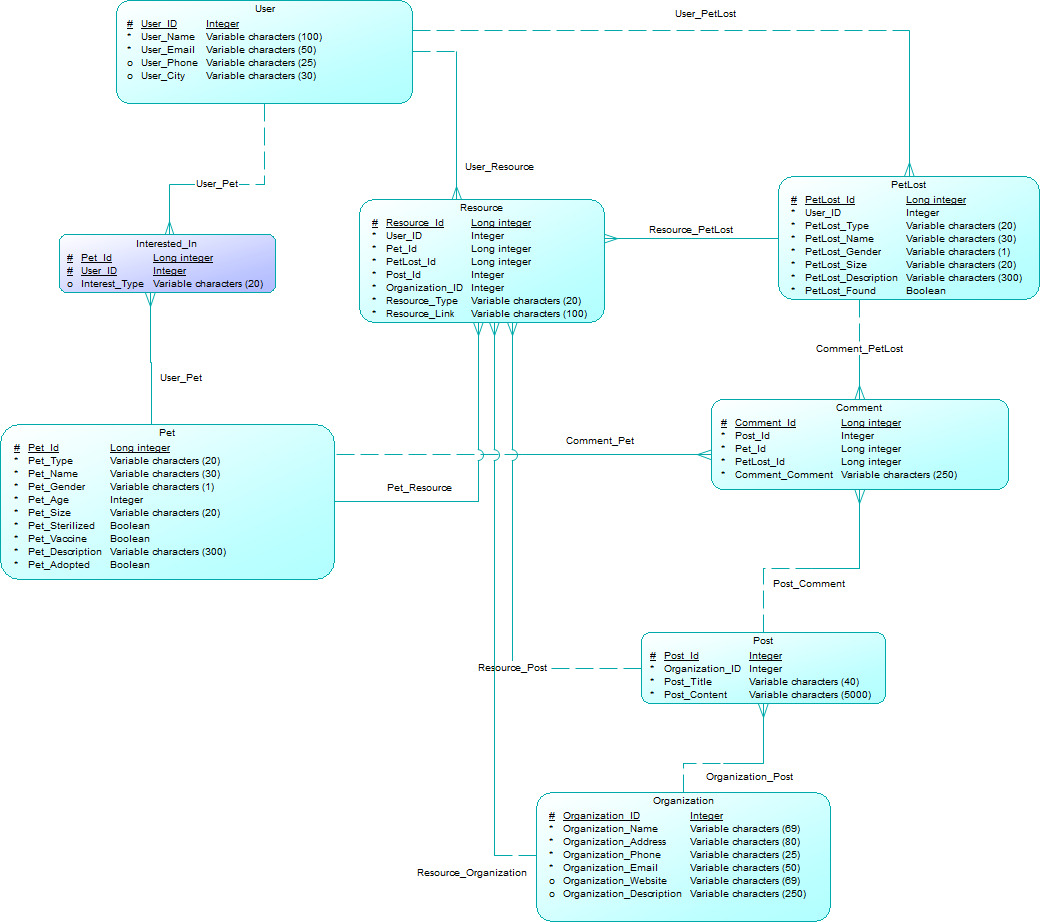 User
# User_ID Integer
* User_Name Variable characters (100)
* User_Email Variable characters (50)
o User_Phone Variable characters (25)
o User_City Variable characters (30)
User_PetLost
User_Resource
User_Pet
PetLost
# PetLost_Id Long integer
* User_ID Integer
* PetLost_Type Variable characters (20)
* PetLost_Name Variable characters (30)
* PetLost_Gender Variable characters (1)
* PetLost_Size Variable characters (20)
* PetLost_Description Variable characters (300)
* PetLost_Found Boolean
Resource
# Resource_Id Long integer
* User_ID Integer
* Pet_Id Long integer
* PetLost_Id Long integer
* Post_Id Integer
* Organization_ID Integer
* Resource_Type Variable characters (20)
* Resource_Link Variable characters (100)
Resource_PetLost
Interested_In
# Pet_Id Long integer
# User_ID Integer
o Interest_Type Variable characters (20)
Comment_PetLost
User_Pet
Comment
# Comment_Id Long integer
* Post_Id Integer
* Pet_Id Long integer
* PetLost_Id Long integer
* Comment_Comment Variable characters (250)
Pet
# Pet_Id Long integer
* Pet_Type Variable characters (20)
* Pet_Name Variable characters (30)
* Pet_Gender Variable characters (1)
* Pet_Age Integer
* Pet_Size Variable characters (20)
* Pet_Sterilized Boolean
* Pet_Vaccine Boolean
* Pet_Description Variable characters (300)
* Pet_Adopted Boolean
Comment_Pet
Pet_Resource
Post_Comment
Post
# Post_Id Integer
* Organization_ID Integer
* Post_Title Variable characters (40)
* Post_Content Variable characters (5000)
Resource_Post
Organization_Post
Organization
# Organization_ID Integer
* Organization_Name Variable characters (69)
* Organization_Address Variable characters (80)
* Organization_Phone Variable characters (25)
* Organization_Email Variable characters (50)
o Organization_Website Variable characters (69)
o Organization_Description Variable characters (250)
Resource_Organization